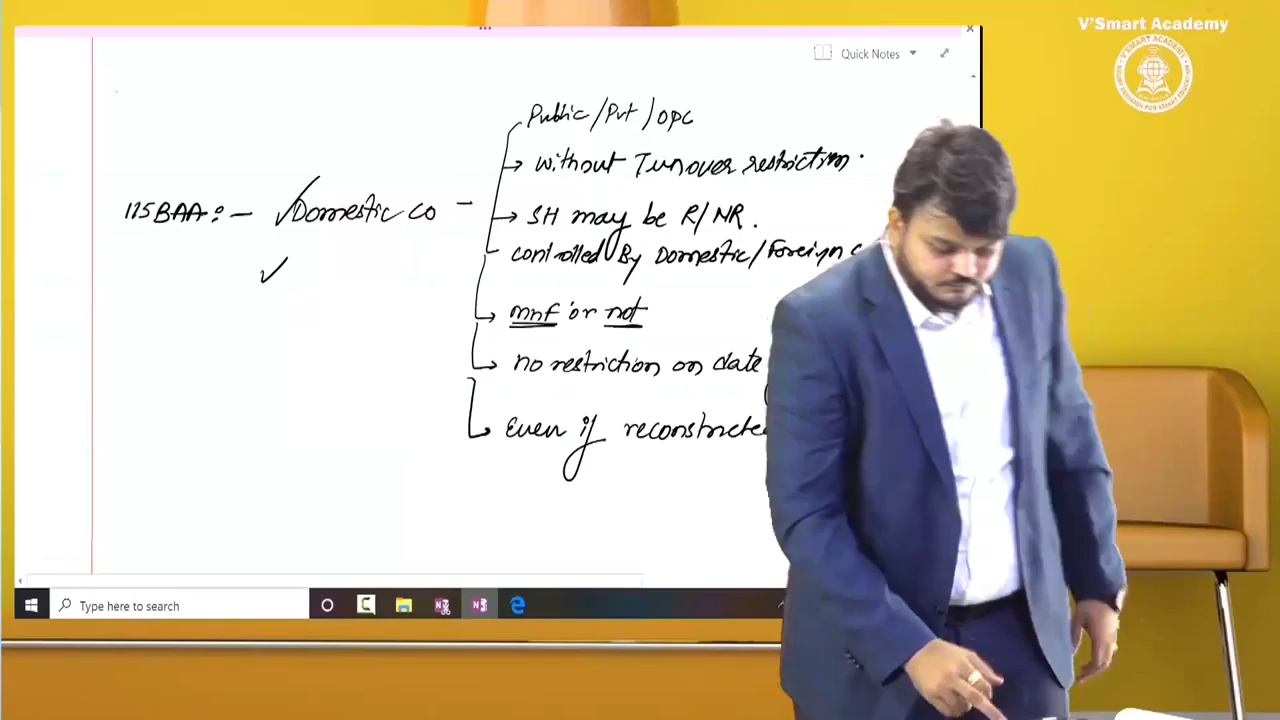 V'Smart Academy
Quick Notes
Public/Pvt/OPC
without Tunover restriction.
115BAA:- Domestic co -
SH may be R/NR.
controlled By Domestic/Foreign
mnf or not
no restriction on date
Even if reconstructe
Type here to search